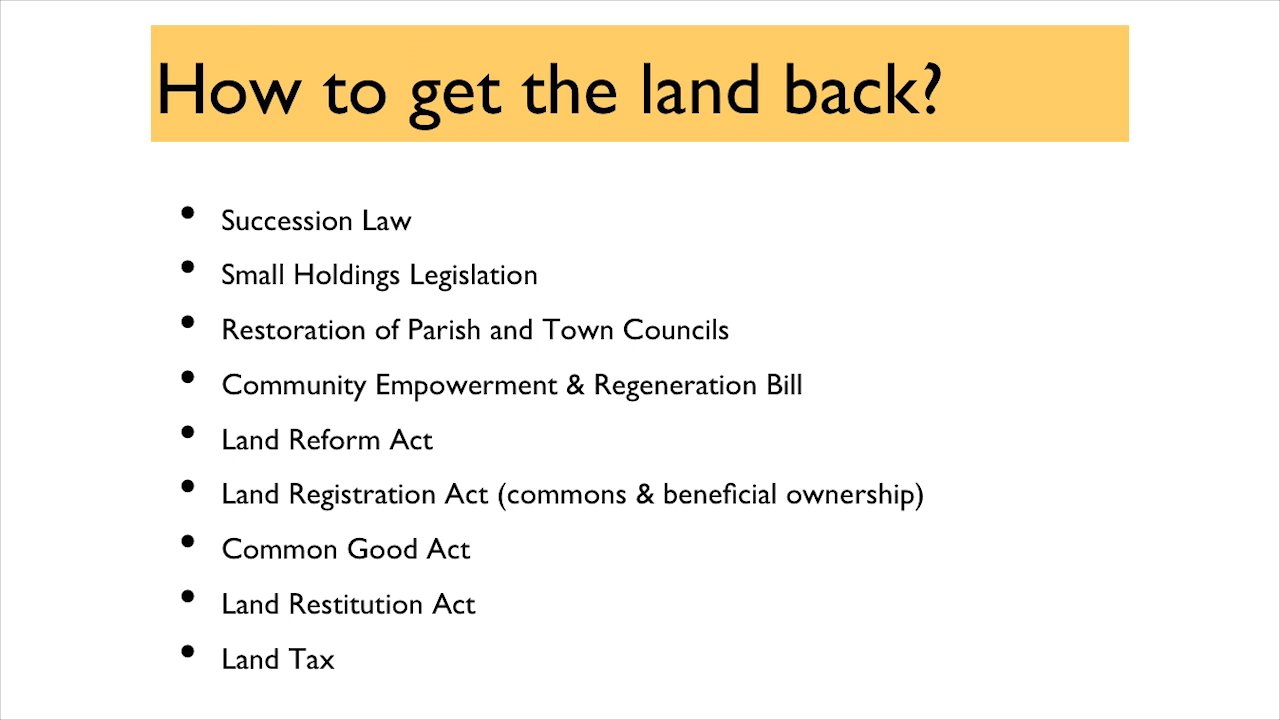 How to get the land back?
• Succession Law
• Small Holdings Legislation
• Restoration of Parish and Town Councils
• Community Empowerment & Regeneration Bill
• Land Reform Act
• Land Registration Act (commons & beneficial ownership)
• Common Good Act
• Land Restitution Act
• Land Tax